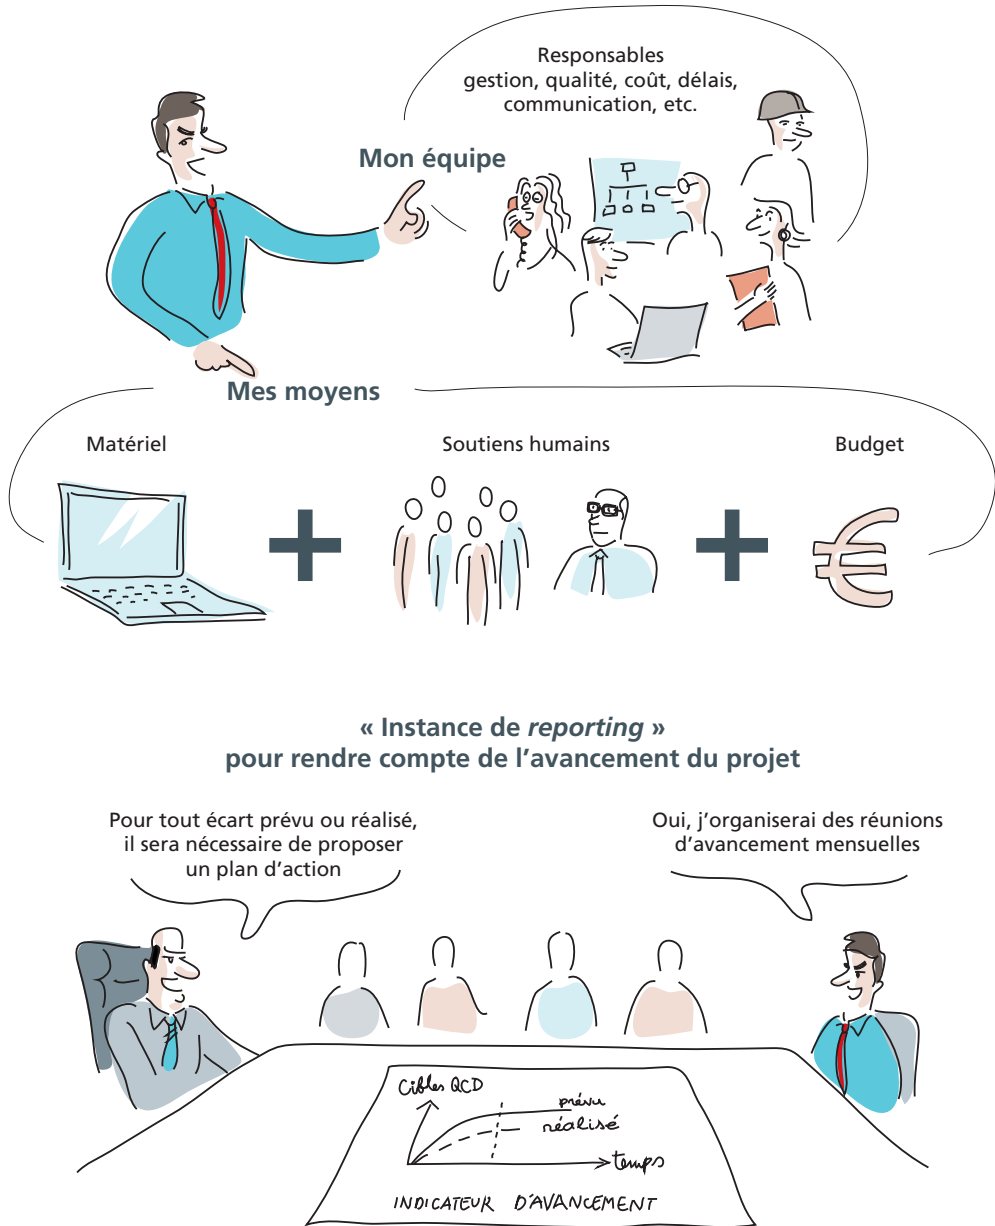 Responsables
gestion, qualité, coût, délais,
communication, etc.
Mon équipe
Mes moyens
Matériel
Soutiens humains
Budget
« Instance de reporting »
pour rendre compte de l’avancement du projet
Pour tout écart prévu ou réalisé,
il sera nécessaire de proposer
un plan d’action
Oui, j’organiserai des réunions
d’avancement mensuelles
Cibles QCD
prévu
réalisé
temps
INDICATEUR D'AVANCEMENT